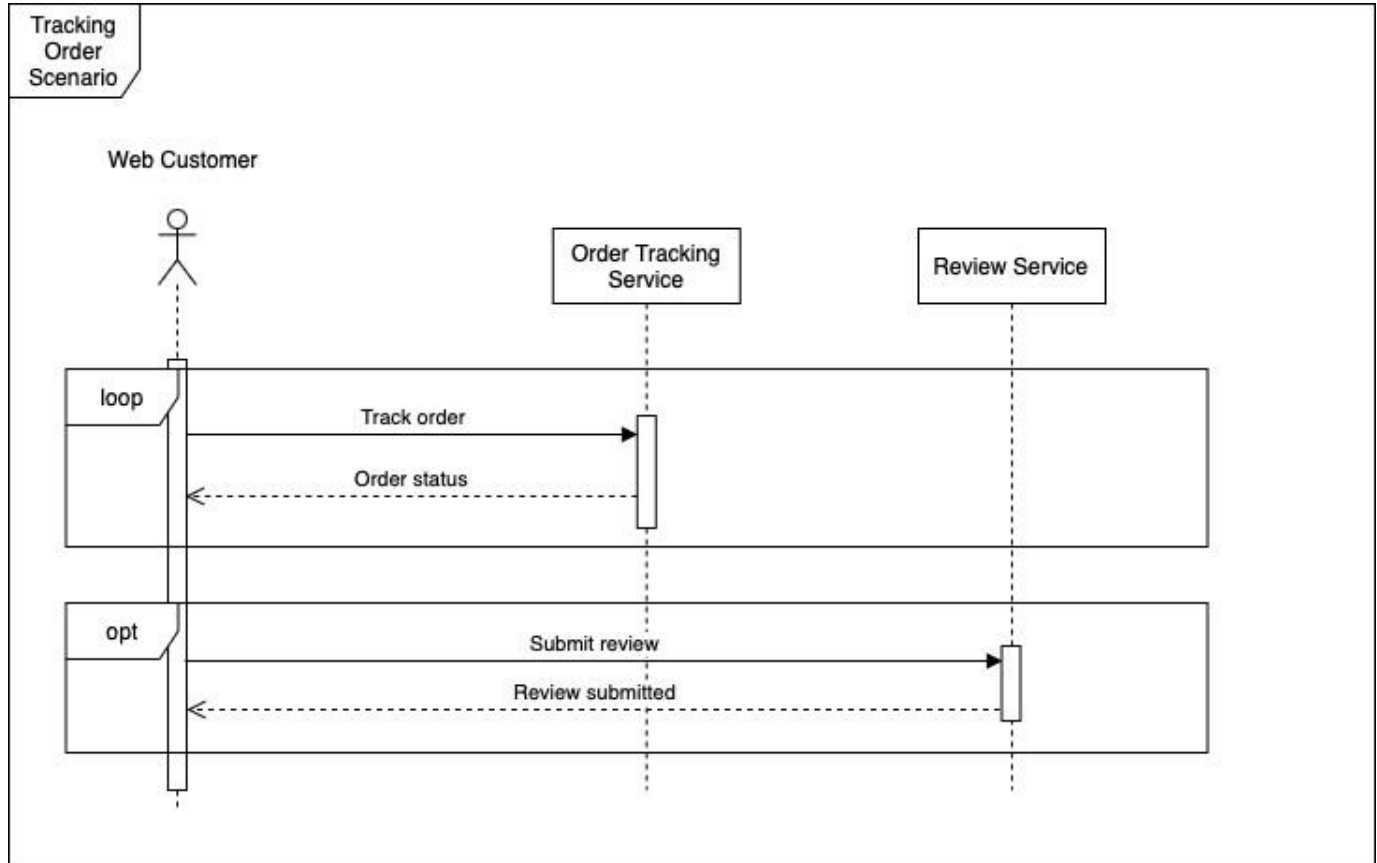 Tracking
Order
Scenario
Web Customer
Order Tracking
Service
Review Service
loop
Track order
Order status
opt
Submit review
Review submitted